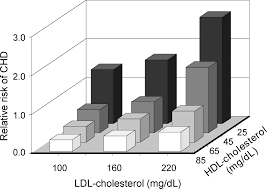 Relative risk of CHD
3.0
2.0
1.0
0.0
100
160
220
LDL-cholesterol (mg/dL)
85
65
45
25
HDL-cholesterol
(mg/dL)